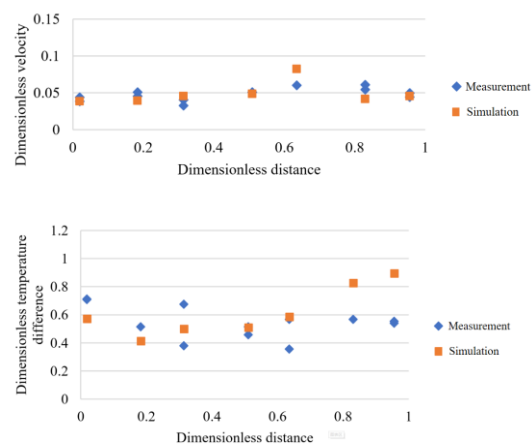 0.15
0.1
0.05
0
0 0.2 0.4 0.6 0.8 1
Dimensionless velocity
Dimensionless distance
Measurement
Simulation
1.2
1
0.8
0.6
0.4
0.2
0
0 0.2 0.4 0.6 0.8 1
Dimensionless temperature
difference
Dimensionless distance
Measurement
Simulation